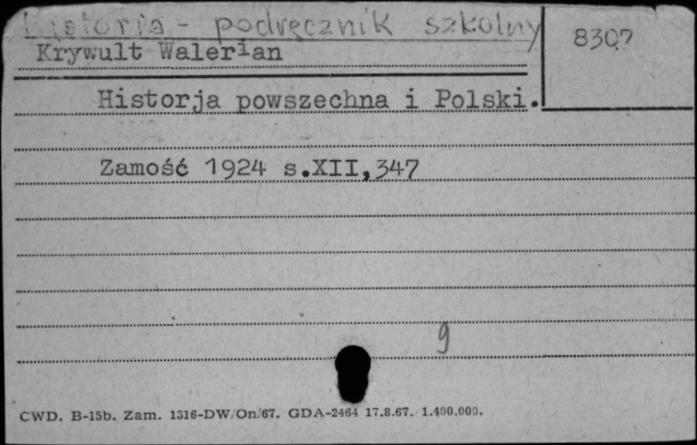 Historia - podręcznik szkolny
8307
Krywult Walerian
Historja powszechna i Polski.
Zamość 1924 s.XII,347
9
CWD. B-15b. Zam. 1316-DW/On/67. GDA-2464 17.8.67. 1.400.000.